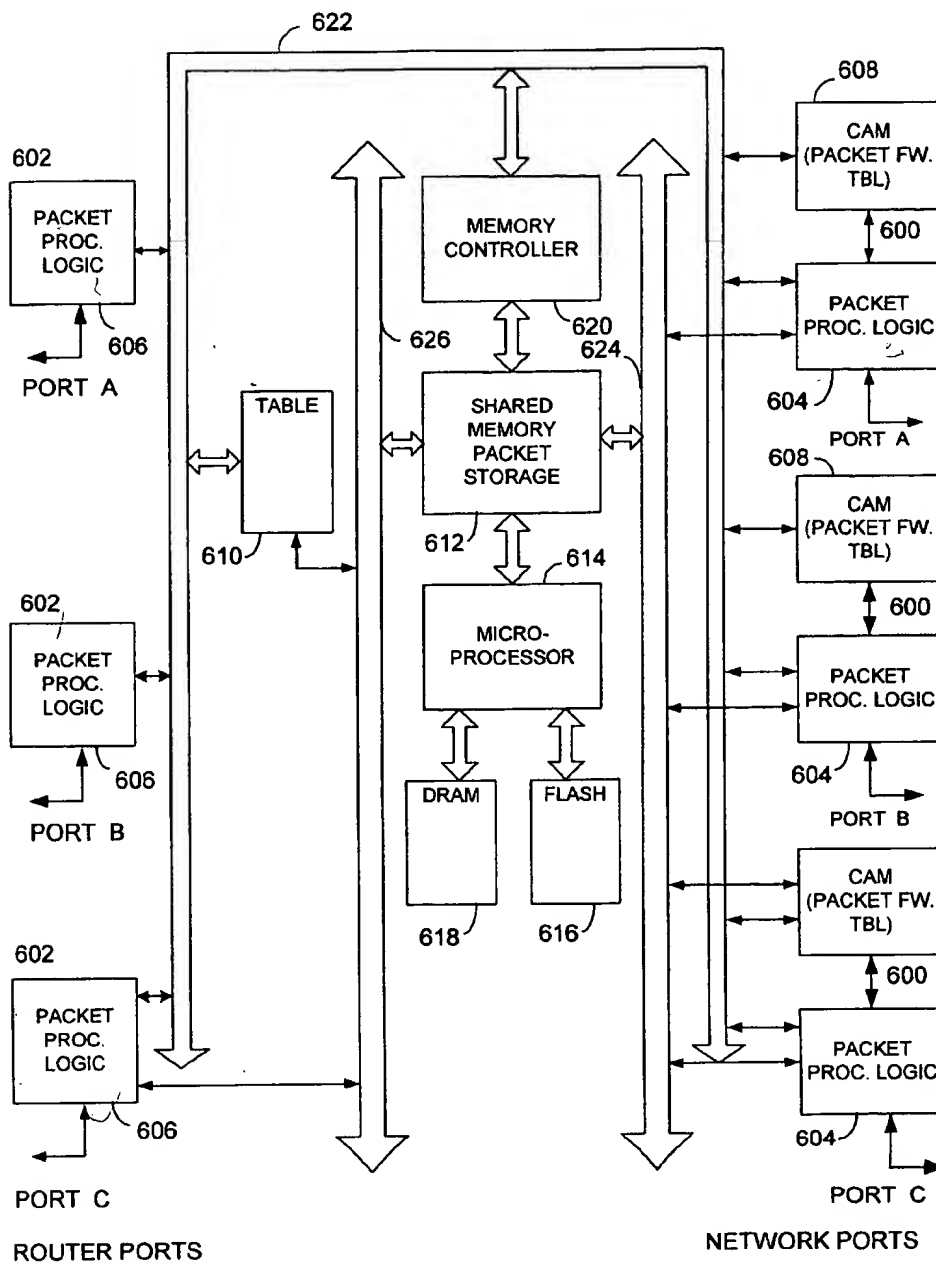 622
602
PACKET
PROC.
LOGIC
606
PORT A
TABLE
610
602
PACKET
PROC.
LOGIC
606
PORT B
602
PACKET
PROC.
LOGIC
606
PORT C
ROUTER PORTS
626
MEMORY
CONTROLLER
620
624
SHARED
MEMORY
PACKET
STORAGE
612
614
MICRO-
PROCESSOR
DRAM
618
FLASH
616
608
CAM
(PACKET FW.
TBL)
600
PACKET
PROC. LOGIC
604
PORT A
608
CAM
(PACKET FW.
TBL)
600
PACKET
PROC. LOGIC
604
PORT B
CAM
(PACKET FW.
TBL)
600
PACKET
PROC. LOGIC
604
PORT C
NETWORK PORTS